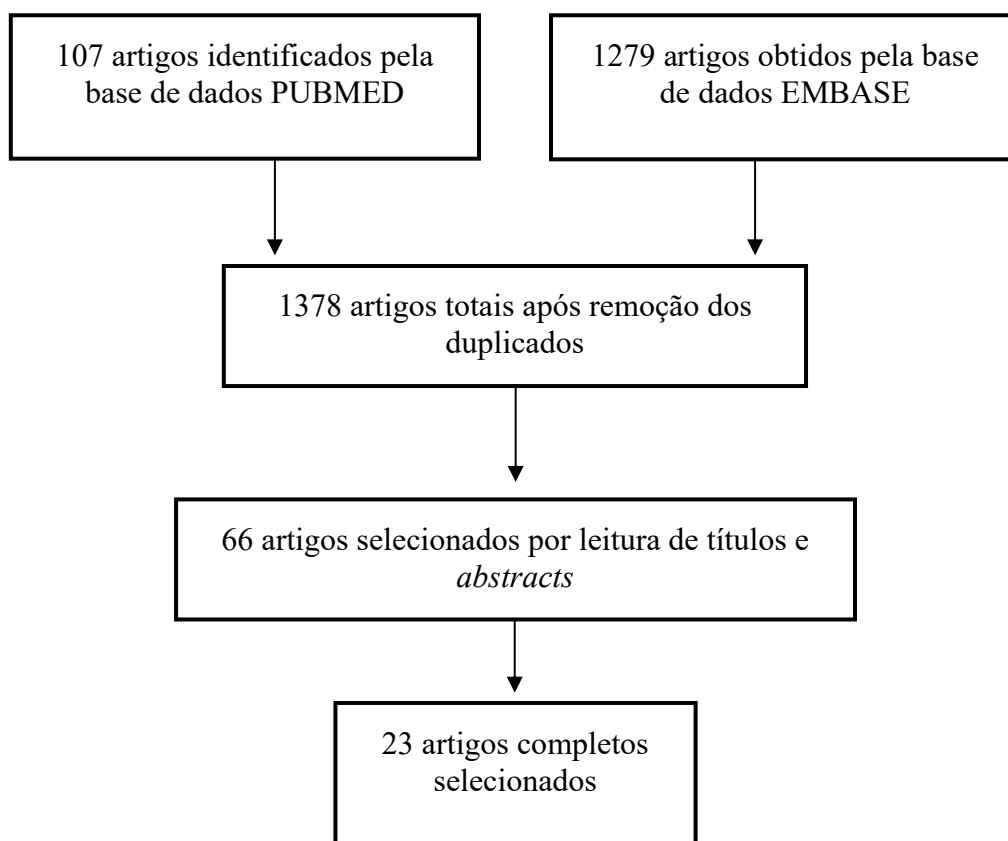 107 artigos identificados pela
base de dados PUBMED
1279 artigos obtidos pela base
de dados EMBASE
1378 artigos totais após remoção dos
duplicados
66 artigos selecionados por leitura de títulos e
abstracts
23 artigos completos
selecionados